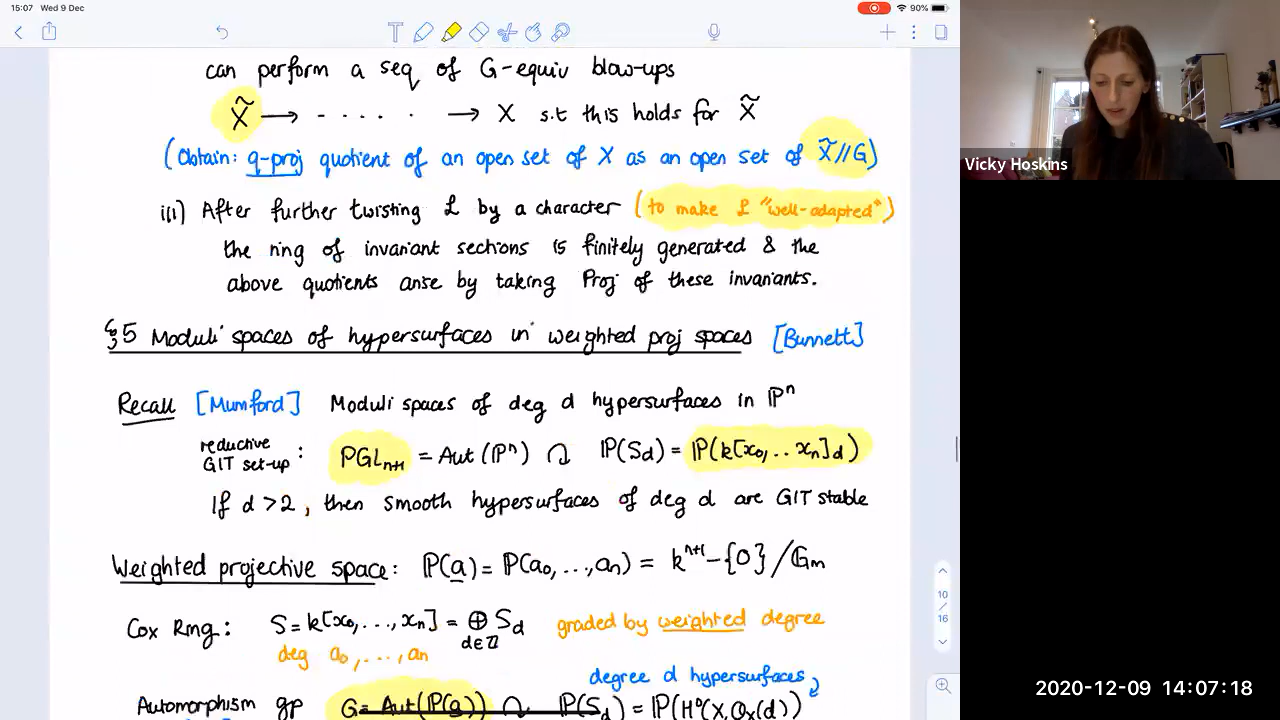 15:07 Wed 9 Dec
90%
can perform a seq of G-equiv blow-ups
X̃ → · · · · · → X s.t this holds for X̃
(Obtain: q-proj quotient of an open set of X as an open set of X̃//G)
iii) After further twisting L by a character (to make L "well-adapted")
the ring of invariant sections is finitely generated & the
above quotients arise by taking Proj of these invariants.
§5 Moduli spaces of hypersurfaces in weighted proj spaces [Bunnett]
Recall [Mumford] Moduli spaces of deg d hypersurfaces in ℙⁿ
reductive
GIT set-up : PGLₙ₊₁ = Aut(ℙⁿ) ↷ ℙ(S_d) = ℙ(k[x₀,..xₙ]_d)
If d > 2, then smooth hypersurfaces of deg d are GIT stable
Weighted projective space: ℙ(a) = ℙ(a₀,...,aₙ) = kⁿ⁺¹ - {0} / 𝔾ₘ
Cox Ring: S = k[x₀,...,xₙ] = ⊕ S_d graded by weighted degree
d∈ℤ
deg a₀,...,aₙ
degree d hypersurfaces
Automorphism gp G = Aut(ℙ(a)) ↷ ℙ(S_d) = ℙ(H⁰(X,O_X(d))
10
/
16
Vicky Hoskins
2020-12-09 14:07:18